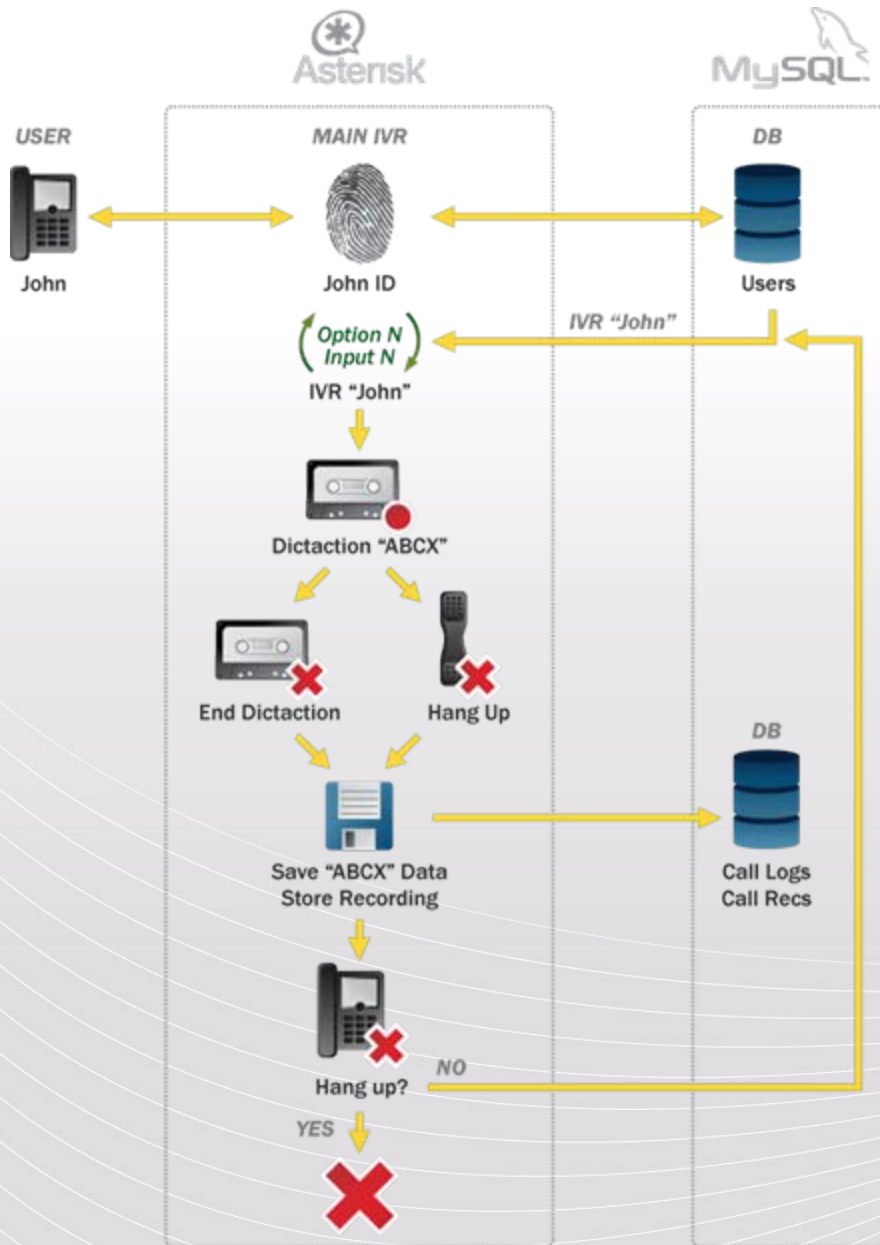 Asterisk
MySQL
USER
MAIN IVR
DB
John
John ID
Users
IVR “John”
Option N
Input N
IVR “John”
Dictaction “ABCX”
End Dictaction
Hang Up
DB
Save “ABCX” Data
Store Recording
Call Logs
Call Recs
Hang up?
NO
YES